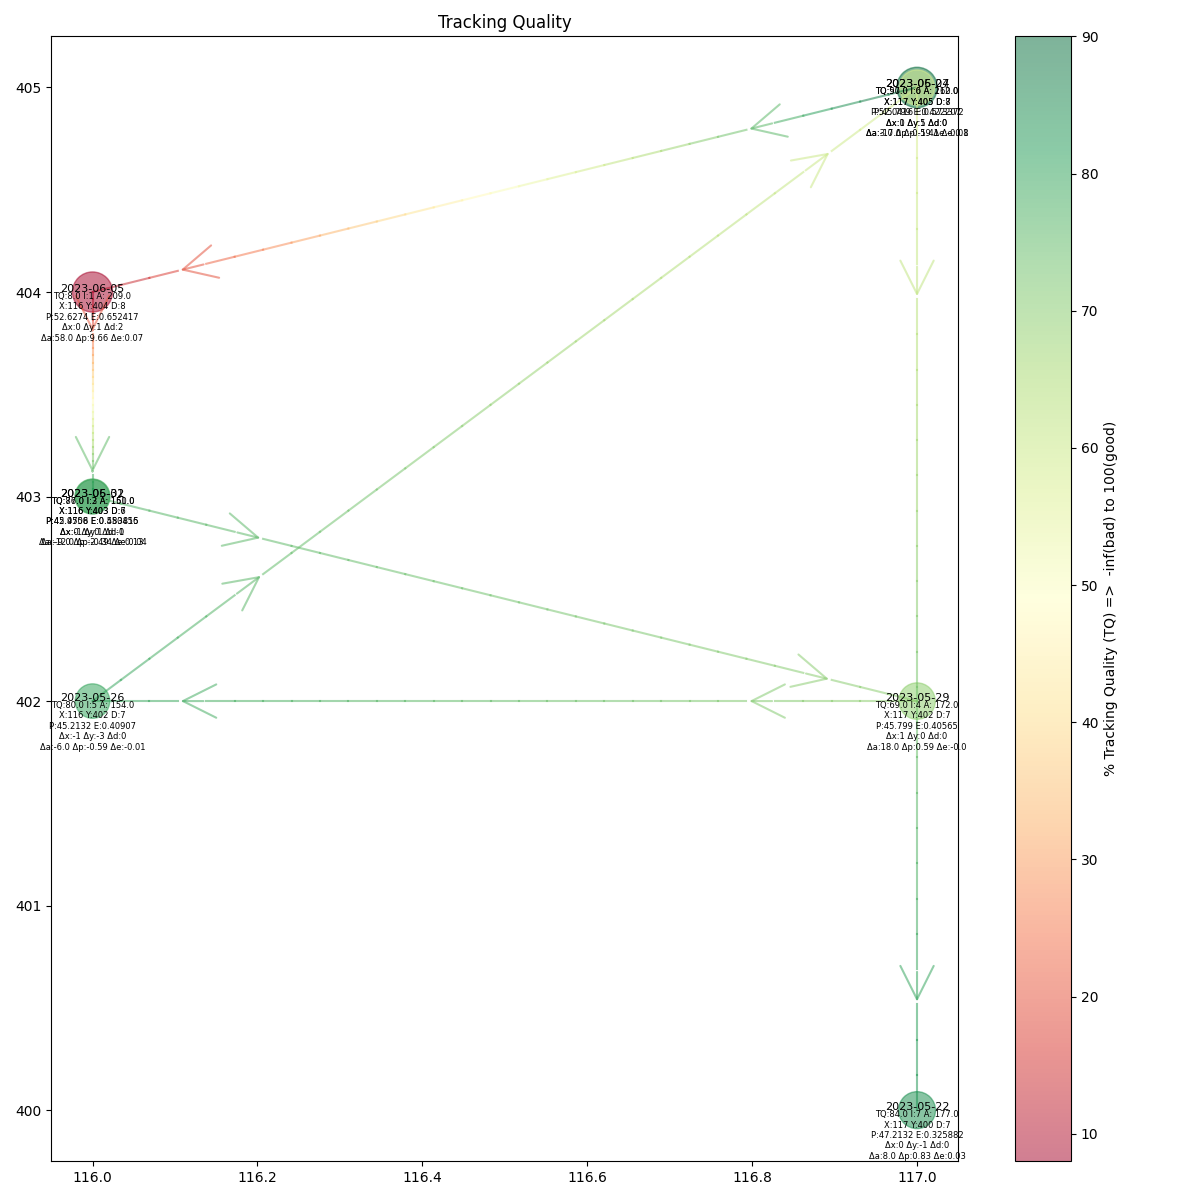 Tracking Quality
405
404
403
402
401
400
116.0
116.2
116.4
116.6
116.8
117.0
2023-06-05
TQ:8.0 I:1 A: 209.0
X:116 Y:404 D:8
P:52.6274 E:0.652417
Δx:0 Δy:1 Δd:2
Δa:58.0 Δp:9.66 Δe:0.07
X:116 Y:403
2023-05-26
TQ:80.0 I:5 A: 154.0
X:116 Y:402 D:7
P:45.2132 E:0.40907
Δx:-1 Δy:-3 Δd:0
Δa:-6.0 Δp:-0.59 Δe:-0.01
X:117 Y:405
2023-05-29
TQ:69.0 I:4 A: 172.0
X:117 Y:402 D:7
P:45.799 E:0.40565
Δx:1 Δy:0 Δd:0
Δa:18.0 Δp:0.59 Δe:-0.0
2023-05-22
TQ:84.0 I:7 A: 177.0
X:117 Y:400 D:7
P:47.2132 E:0.325882
Δx:0 Δy:-1 Δd:0
Δa:8.0 Δp:0.83 Δe:0.03
90
80
70
60
50
40
30
20
10
% Tracking Quality (TQ) => -inf(bad) to 100(good)